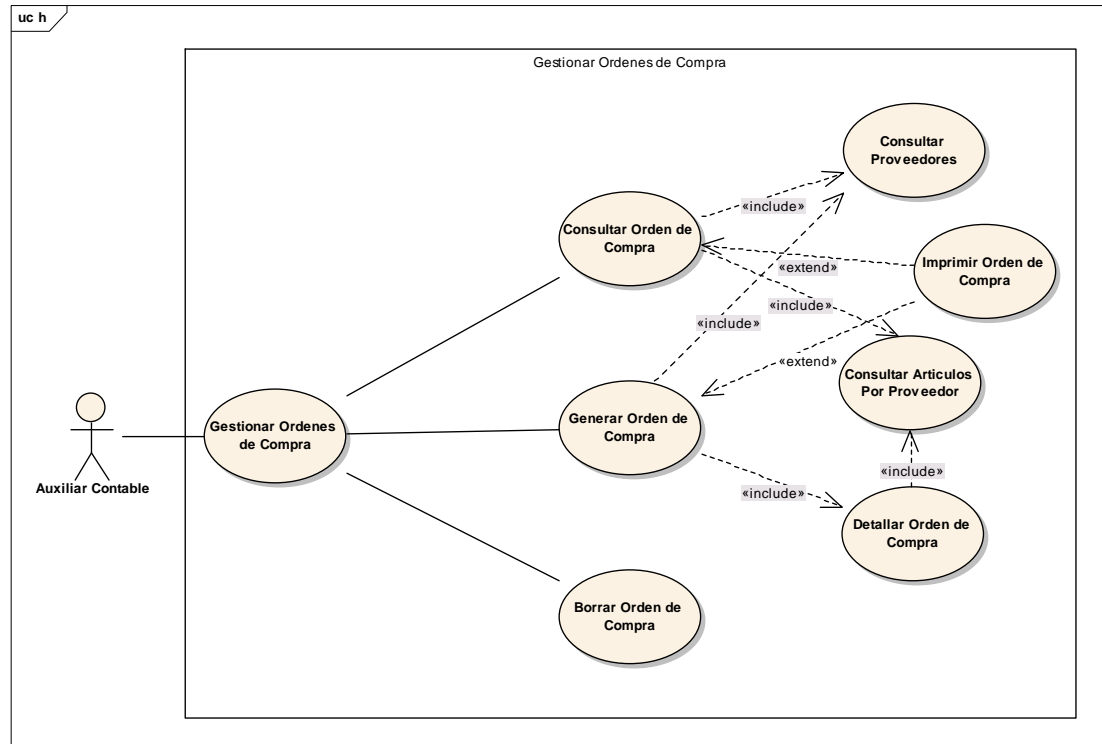 uc h
Gestionar Ordenes de Compra
Consultar
Proveedores
«include»
Consultar Orden de
Compra
Imprimir Orden de
Compra
«extend»
«include»
«include»
«extend»
Consultar Articulos
Por Proveedor
Gestionar Ordenes
de Compra
Generar Orden de
Compra
«include»
Auxiliar Contable
«include»
Detallar Orden de
Compra
Borrar Orden de
Compra